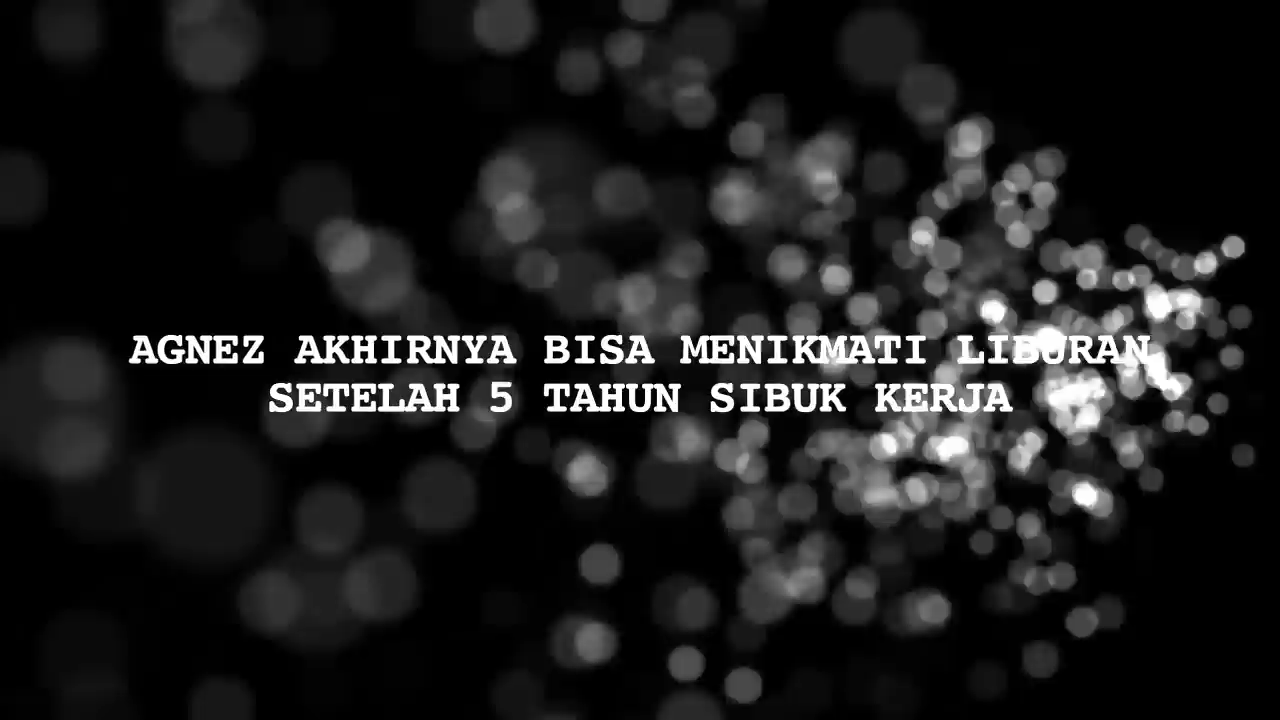 AGNEZ AKHIRNYA BISA MENIKMATI LIBURAN
SETELAH 5 TAHUN SIBUK KERJA